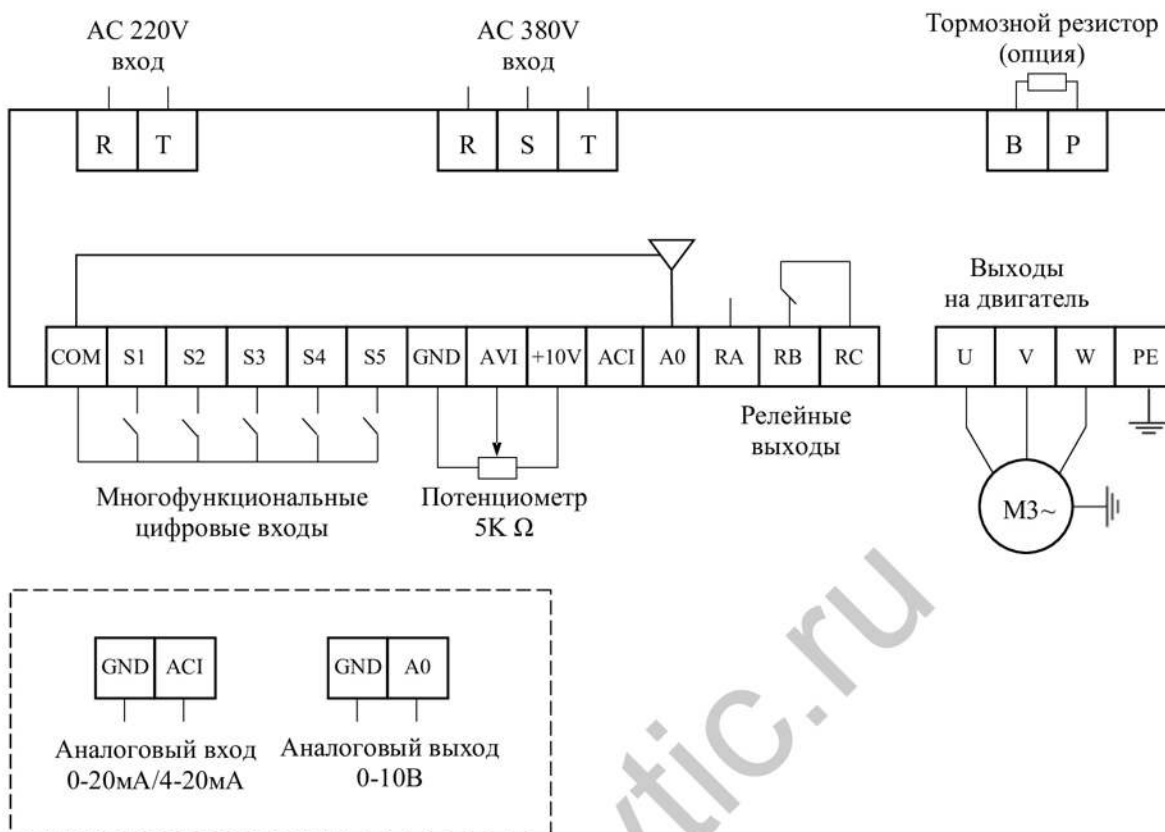 AC 220V
вход
AC 380V
вход
Тормозной резистор
(опция)
R T
R S T
B P
Выходы
на двигатель
COM S1 S2 S3 S4 S5 GND AVI +10V ACI A0 RA RB RC
U V W PE
Многофункциональные
цифровые входы
Потенциометр
5K Ω
Релейные
выходы
M3~
GND ACI
GND A0
Аналоговый вход
0-20мА/4-20мА
Аналоговый выход
0-10В